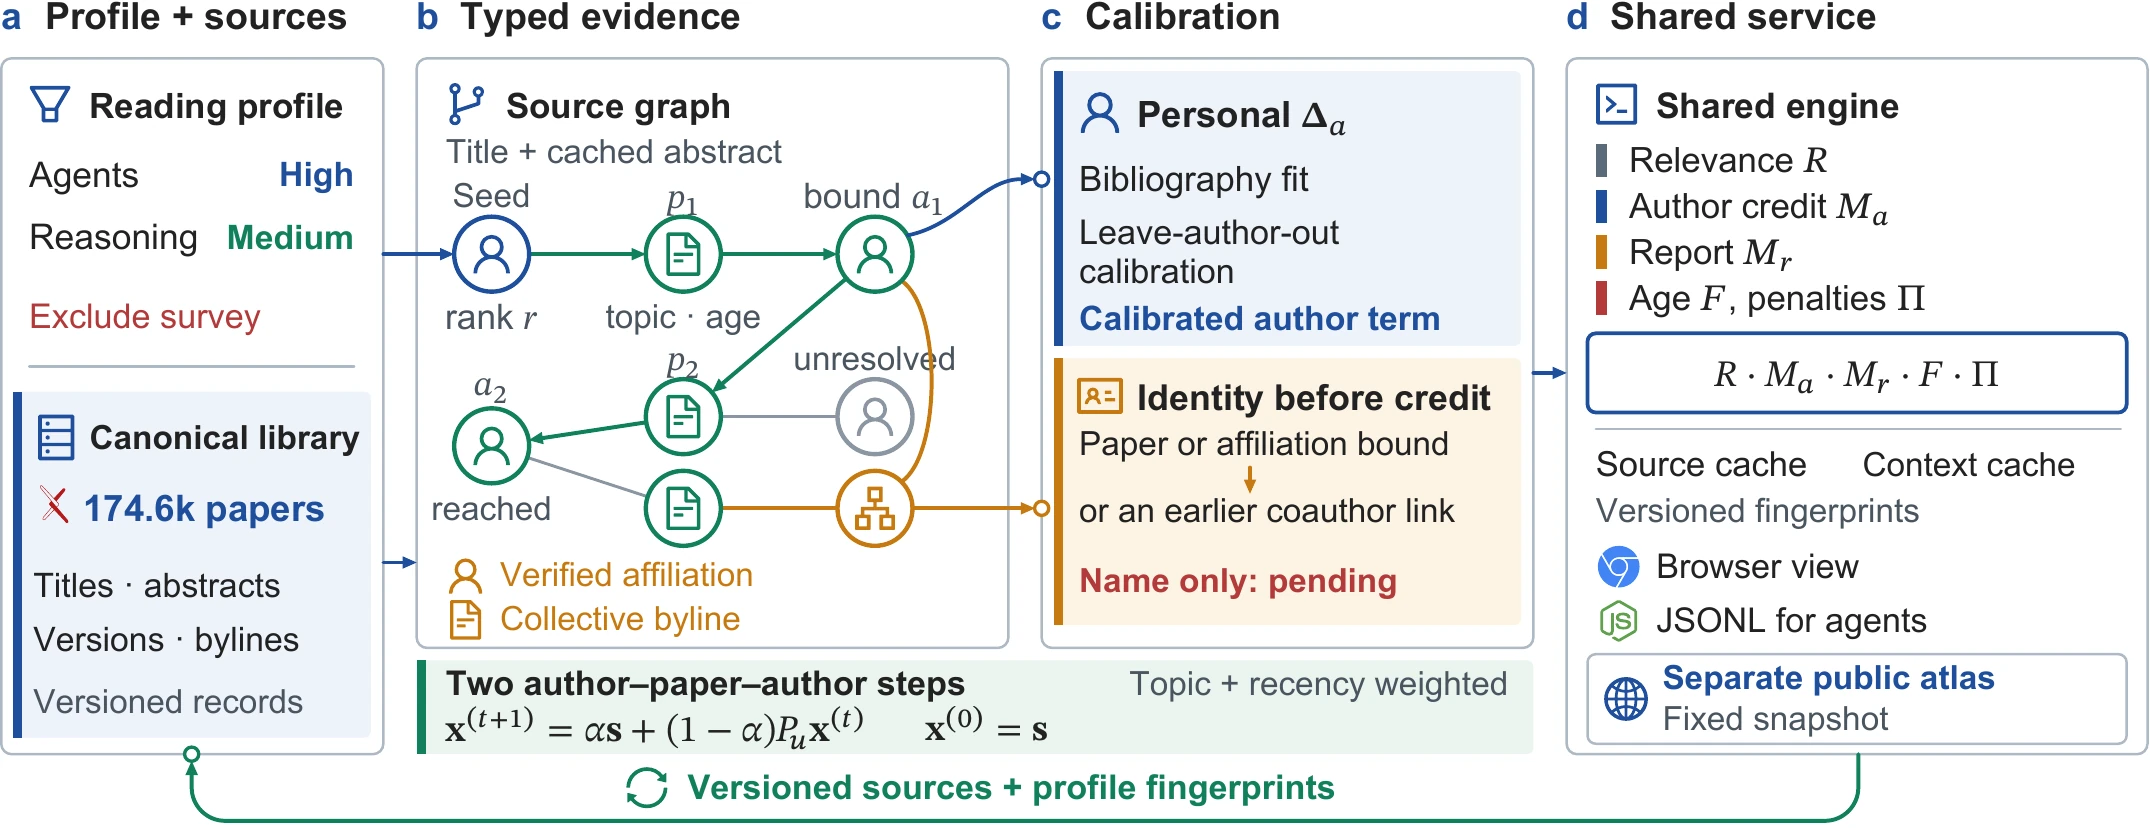 a Profile + sources
Reading profile
Agents High
Reasoning Medium
Exclude survey
Canonical library
174.6k papers
Titles · abstracts
Versions · bylines
Versioned records
b Typed evidence
Source graph
Title + cached abstract
Seed p₁ bound a₁
rank r topic · age
p₂ unresolved
a₂
reached
Verified affiliation
Collective byline
c Calibration
Personal Δₐ
Bibliography fit
Leave-author-out
calibration
Calibrated author term
Identity before credit
Paper or affiliation bound
or an earlier coauthor link
Name only: pending
Two author–paper–author steps Topic + recency weighted
x⁽ᵗ⁺¹⁾ = αs + (1 − α)Pᵤx⁽ᵗ⁾ x⁽⁰⁾ = s
d Shared service
Shared engine
Relevance R
Author credit Mₐ
Report Mᵣ
Age F, penalties Π
R · Mₐ · Mᵣ · F · Π
Source cache Context cache
Versioned fingerprints
Browser view
JS JSONL for agents
Separate public atlas
Fixed snapshot
Versioned sources + profile fingerprints